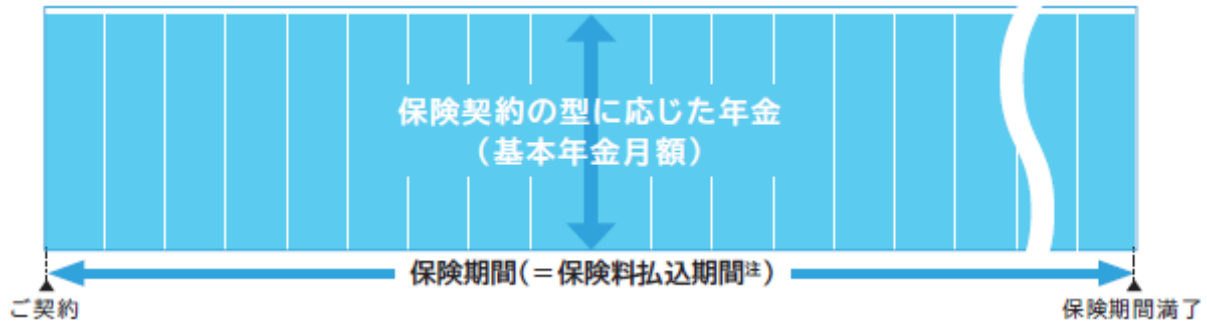 保険契約の型に応じた年金
(基本年金月額)
保険期間(=保険料払込期間注)
ご契約
保険期間満了